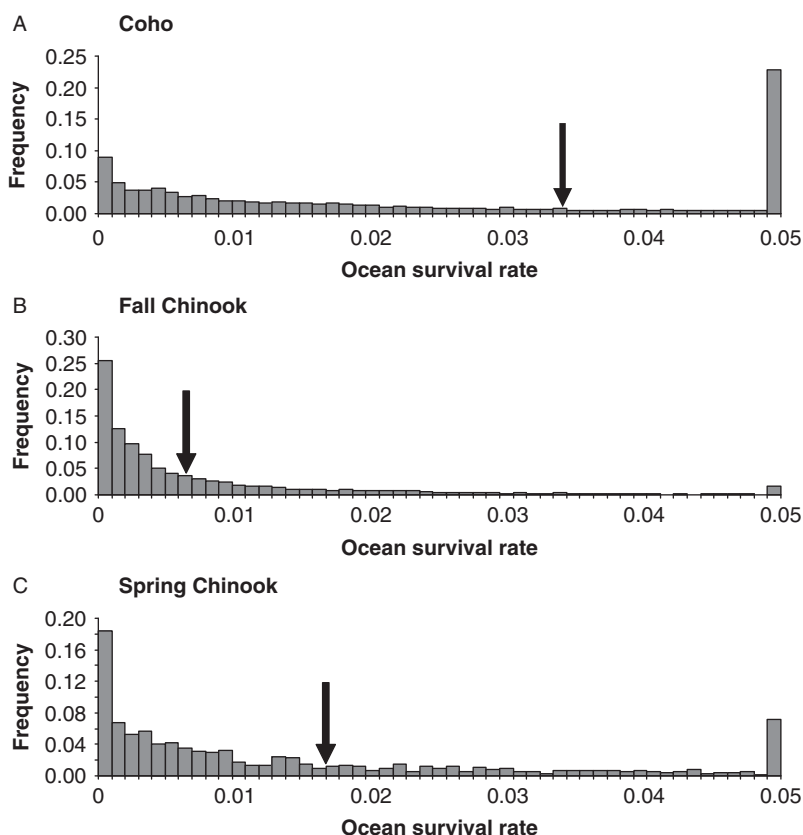 A Coho
0.25
0.20
0.15
0.10
0.05
0.00
Frequency
0 0.01 0.02 0.03 0.04 0.05
Ocean survival rate
B Fall Chinook
0.30
0.25
0.20
0.15
0.10
0.05
0.00
Frequency
0 0.01 0.02 0.03 0.04 0.05
Ocean survival rate
C Spring Chinook
0.20
0.16
0.12
0.08
0.04
0.00
Frequency
0 0.01 0.02 0.03 0.04 0.05
Ocean survival rate